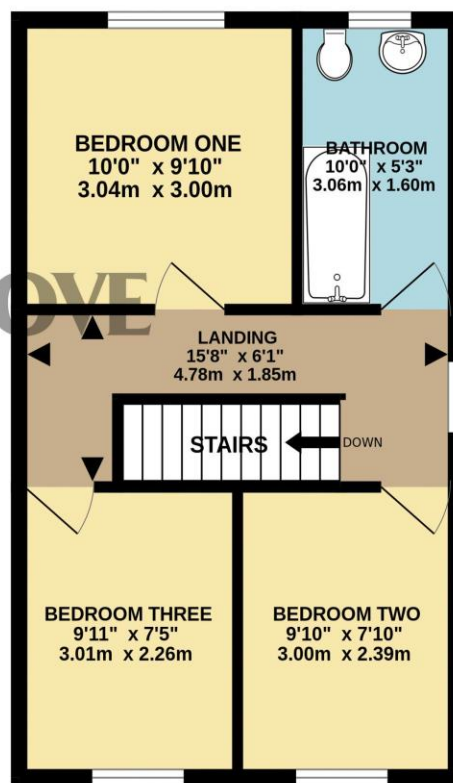 BEDROOM ONE
10'0" x 9'10"
3.04m x 3.00m
BATHROOM
10'0" x 5'3"
3.06m x 1.60m
OVE
LANDING
15'8" x 6'1"
4.78m x 1.85m
STAIRS
DOWN
BEDROOM THREE
9'11" x 7'5"
3.01m x 2.26m
BEDROOM TWO
9'10" x 7'10"
3.00m x 2.39m